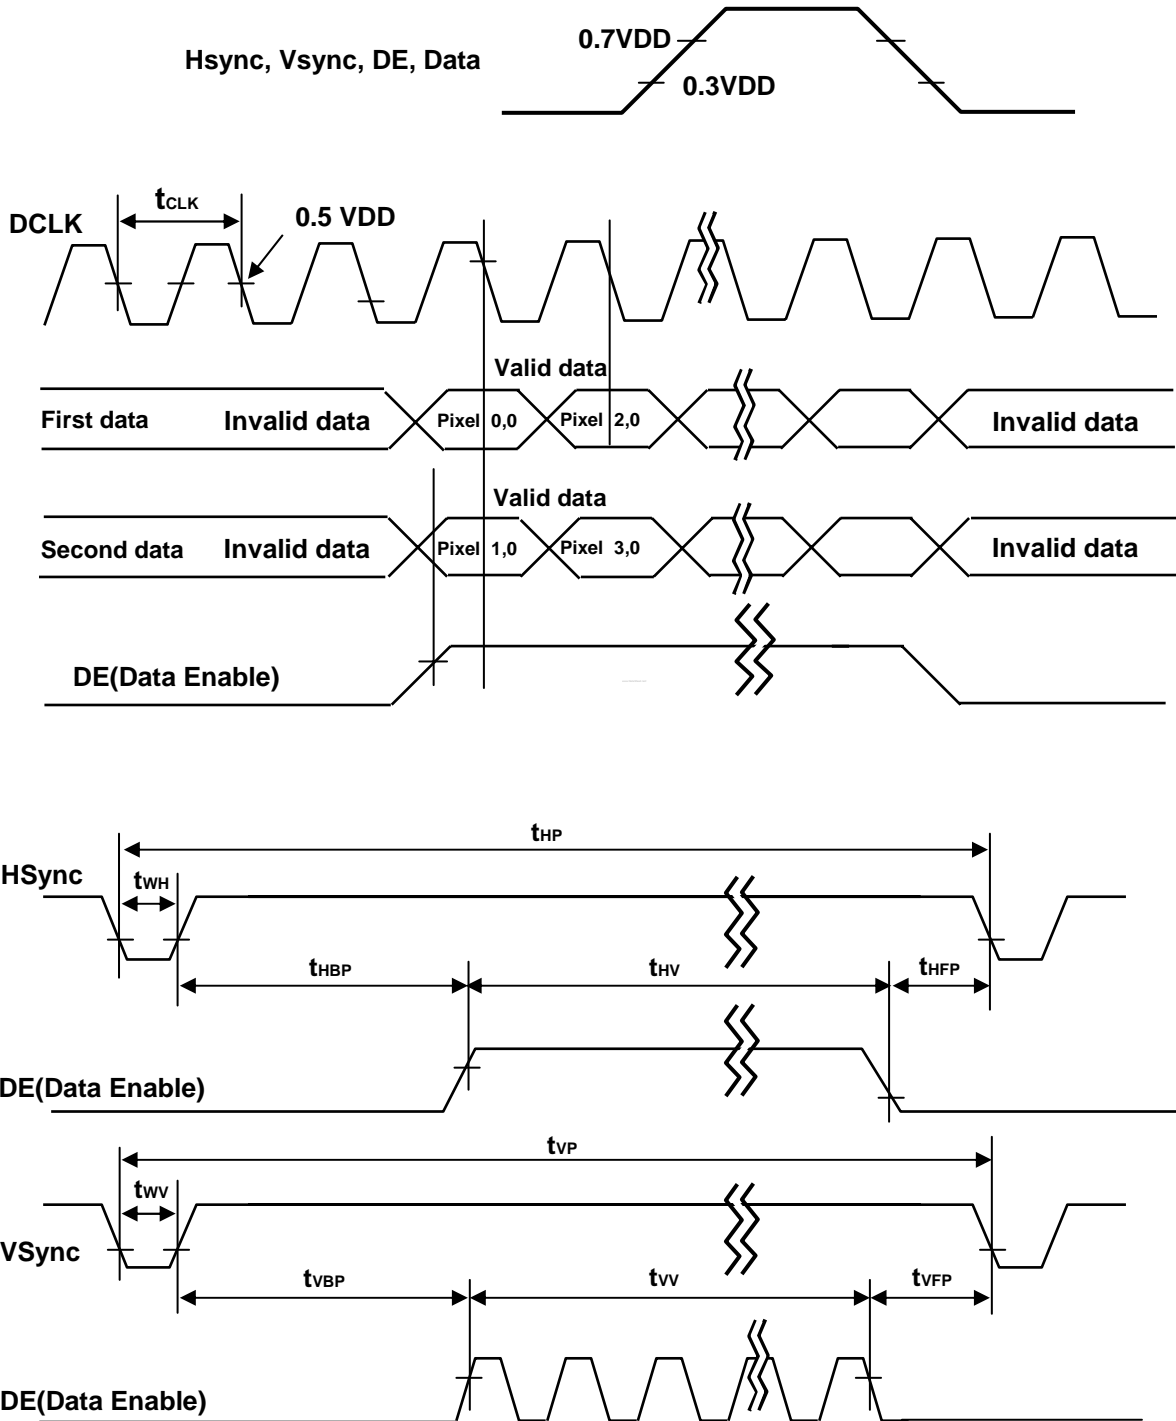 0.7VDD
Hsync, Vsync, DE, Data
0.3VDD
tCLK
0.5 VDD
DCLK
Valid data
First data Invalid data Pixel 0,0 Pixel 2,0 Invalid data
Valid data
Second data Invalid data Pixel 1,0 Pixel 3,0 Invalid data
DE(Data Enable)
tHP
HSync
tWH
tHBP tHV tHFP
DE(Data Enable)
tVP
tWV
VSync
tVBP tVV tVFP
DE(Data Enable)